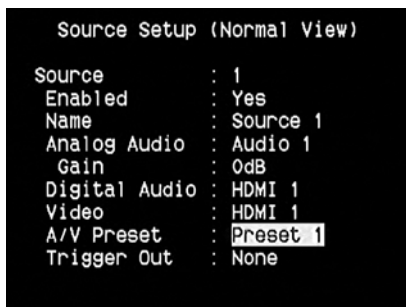 Source Setup (Normal View)
Source : 1
Enabled : Yes
Name : Source 1
Analog Audio : Audio 1
Gain : 0dB
Digital Audio : HDMI 1
Video : HDMI 1
A/V Preset : Preset 1
Trigger Out : None